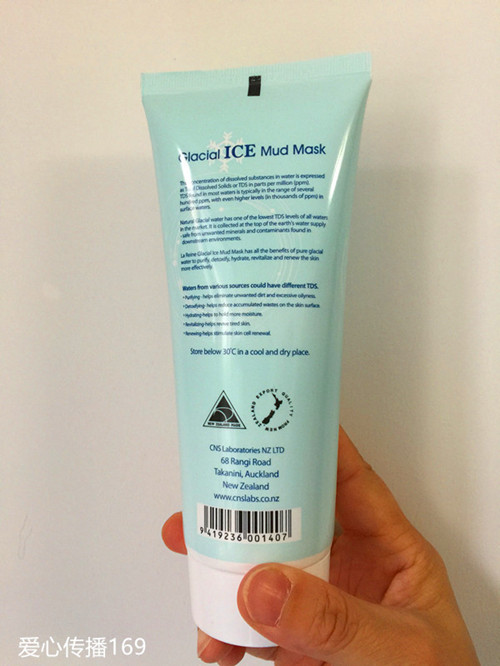 Glacial ICE Mud Mask
The concentration of dissolved substances in water is expressed
as Total Dissolved Solids or TDS in parts per million (ppm).
TDS found in most waters is typically in the range of several
hundred ppm, with even higher levels (in thousands of ppm) as
surface waters.
Natural Glacial water has one of the lowest TDS levels of all waters
in the market. It is collected at the top of the earth's water supply
-safe from unwanted minerals and contaminants found in
downstream environments.
La Reine Glacial Ice Mud Mask has all the benefits of pure glacial
water to purify, detoxify, hydrate, revitalize and renew the skin
more effectively.
Waters from various sources could have different TDS.
• Purifying- helps eliminate unwanted dirt and excessive oilyness.
• Detoxifying- helps reduce accumulated wastes on the skin surface.
• Hydrating-helps to hold more moisture.
• Revitalizing-helps revive tired skin.
• Renewing-helps stimulate skin cell renewal.
Store below 30°C in a cool and dry place.
NEW ZEALAND MADE
NEW ZEALAND EXPORT QUALITY FROM
CNS Laboratories NZ LTD
68 Rangi Road
Takanini, Auckland
New Zealand
www.cnslabs.co.nz
9 419236 001407
爱心传播169